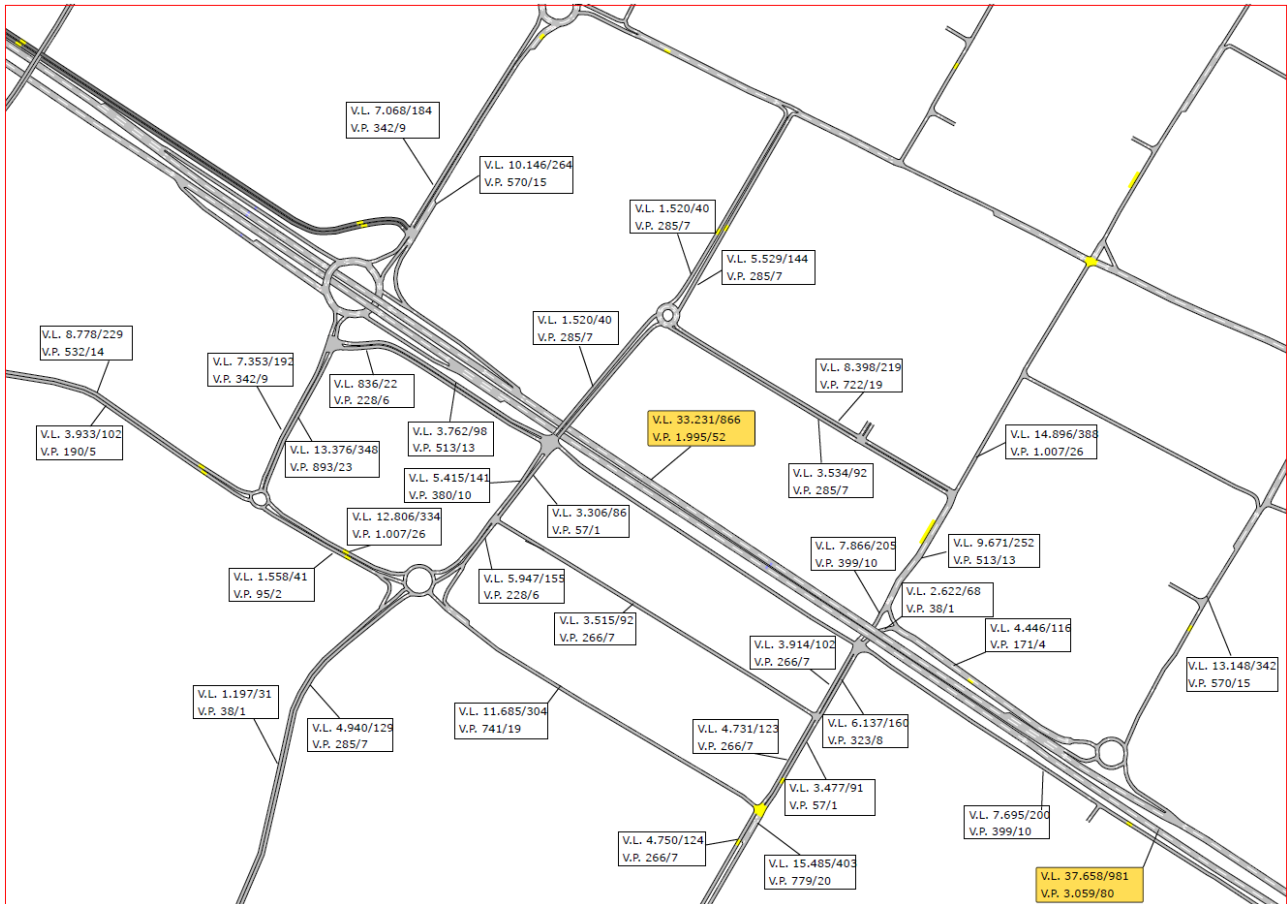 V.L. 7.068/184
V.P. 342/9
V.L. 10.146/264
V.P. 570/15
V.L. 1.520/40
V.P. 285/7
V.L. 5.529/144
V.P. 285/7
V.L. 1.520/40
V.P. 285/7
V.L. 8.778/229
V.P. 532/14
V.L. 7.353/192
V.P. 342/9
V.L. 836/22
V.P. 228/6
V.L. 8.398/219
V.P. 722/19
V.L. 33.231/866
V.P. 1.995/52
V.L. 3.933/102
V.P. 190/5
V.L. 13.376/348
V.P. 893/23
V.L. 3.762/98
V.P. 513/13
V.L. 14.896/388
V.P. 1.007/26
V.L. 5.415/141
V.P. 380/10
V.L. 3.534/92
V.P. 285/7
V.L. 3.306/86
V.P. 57/1
V.L. 12.806/334
V.P. 1.007/26
V.L. 7.866/205
V.P. 399/10
V.L. 9.671/252
V.P. 513/13
V.L. 1.558/41
V.P. 95/2
V.L. 5.947/155
V.P. 228/6
V.L. 2.622/68
V.P. 38/1
V.L. 3.515/92
V.P. 266/7
V.L. 4.446/116
V.P. 171/4
V.L. 3.914/102
V.P. 266/7
V.L. 13.148/342
V.P. 570/15
V.L. 1.197/31
V.P. 38/1
V.L. 4.940/129
V.P. 285/7
V.L. 11.685/304
V.P. 741/19
V.L. 4.731/123
V.P. 266/7
V.L. 6.137/160
V.P. 323/8
V.L. 3.477/91
V.P. 57/1
V.L. 7.695/200
V.P. 399/10
V.L. 4.750/124
V.P. 266/7
V.L. 15.485/403
V.P. 779/20
V.L. 37.658/981
V.P. 3.059/80